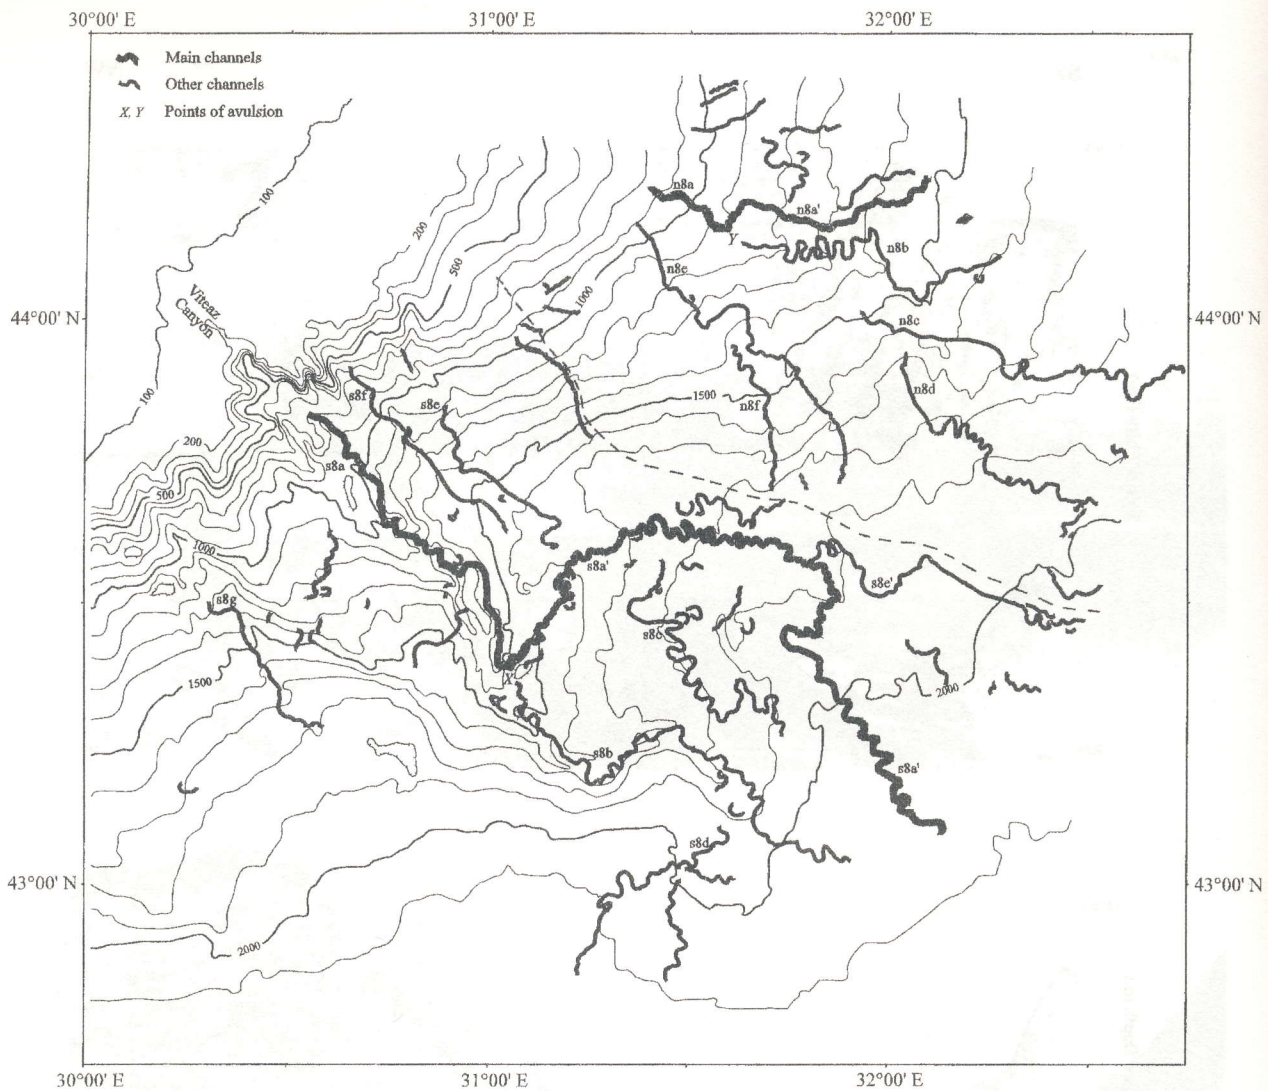 30°00' E
31°00' E
32°00' E
Main channels
Other channels
X, Y Points of avulsion
100
200
500
n8a
n8a'
Y
n8b
n8e
1000
Viteaz
Canyon
44°00' N
44°00' N
n8c
100
s8f
s8e
1500
n8f
n8d
200
s8a
500
1000
s8a'
s8e'
s8g
s8c
X
1500
2000
s8b
s8a'
s8d
43°00' N
43°00' N
2000
30°00' E
31°00' E
32°00' E